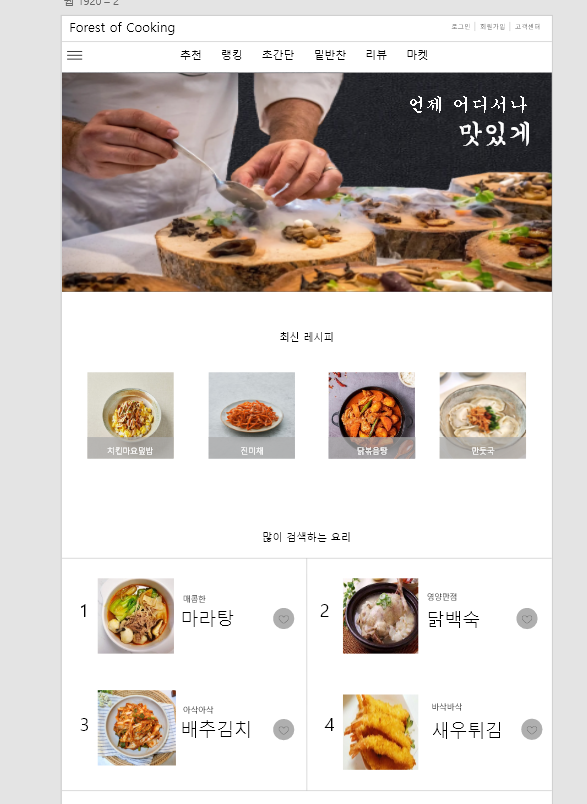 웹 1920 – 2
Forest of Cooking
로그인 | 회원가입 | 고객센터
추천 랭킹 초간단 밑반찬 리뷰 마켓
언제 어디서나
맛있게
최신 레시피
치킨마요덮밥 진미채 닭볶음탕 만둣국
많이 검색하는 요리
1 매콤한
마라탕
2 영양만점
닭백숙
3 아삭아삭
배추김치
4 바삭바삭
새우튀김